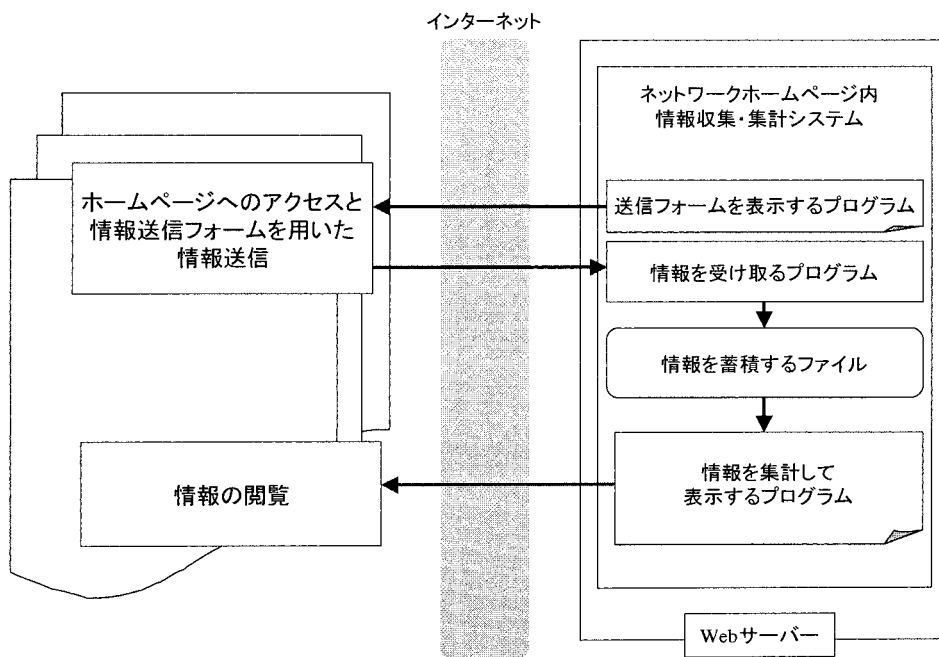 インターネット
ネットワークホームページ内
情報収集・集計システム
ホームページへのアクセスと
情報送信フォームを用いた
情報送信
送信フォームを表示するプログラム
情報を受け取るプログラム
情報を蓄積するファイル
情報の閲覧
情報を集計して
表示するプログラム
Webサーバー